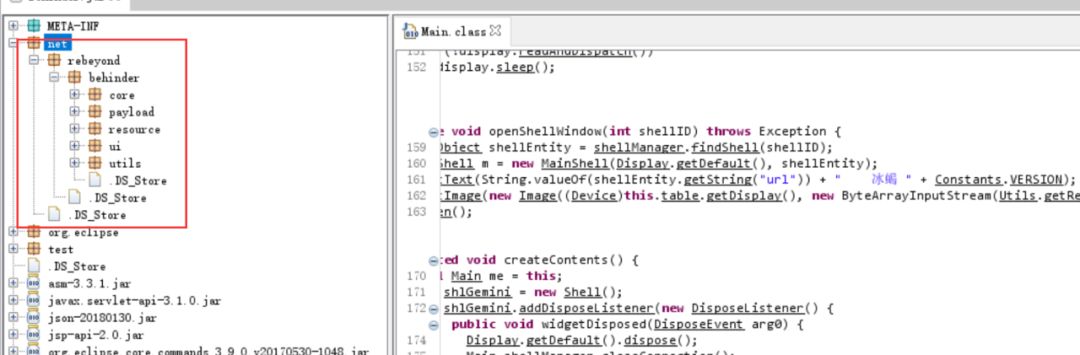 META-INF
net
rebeyond
behinder
core
payload
resource
ui
utils
.DS_Store
.DS_Store
.DS_Store
org.eclipse
test
.DS_Store
asm-3.3.1.jar
javax.servlet-api-3.1.0.jar
json-20180130.jar
jsp-api-2.0.jar
org.eclipse.core.commands_3.9.0.v20170530-1048.jar
Main.class
151 (!display.readAndDispatch())
152 display.sleep();
e void openShellWindow(int shellID) throws Exception {
159 Object shellEntity = shellManager.findShell(shellID);
160 Shell m = new MainShell(Display.getDefault(), shellEntity);
161 tText(String.valueOf(shellEntity.getString("url")) + " 冰蝎 " + Constants.VERSION);
162 tImage(new Image((Device)this.table.getDisplay(), new ByteArrayInputStream(Utils.getRe
163 en();
ted void createContents() {
170 l Main me = this;
171 shlGemini = new Shell();
172 shlGemini.addDisposeListener(new DisposeListener() {
public void widgetDisposed(DisposeEvent arg0) {
174 Display.getDefault().dispose();
175 Main.shellManager.closeConnection();